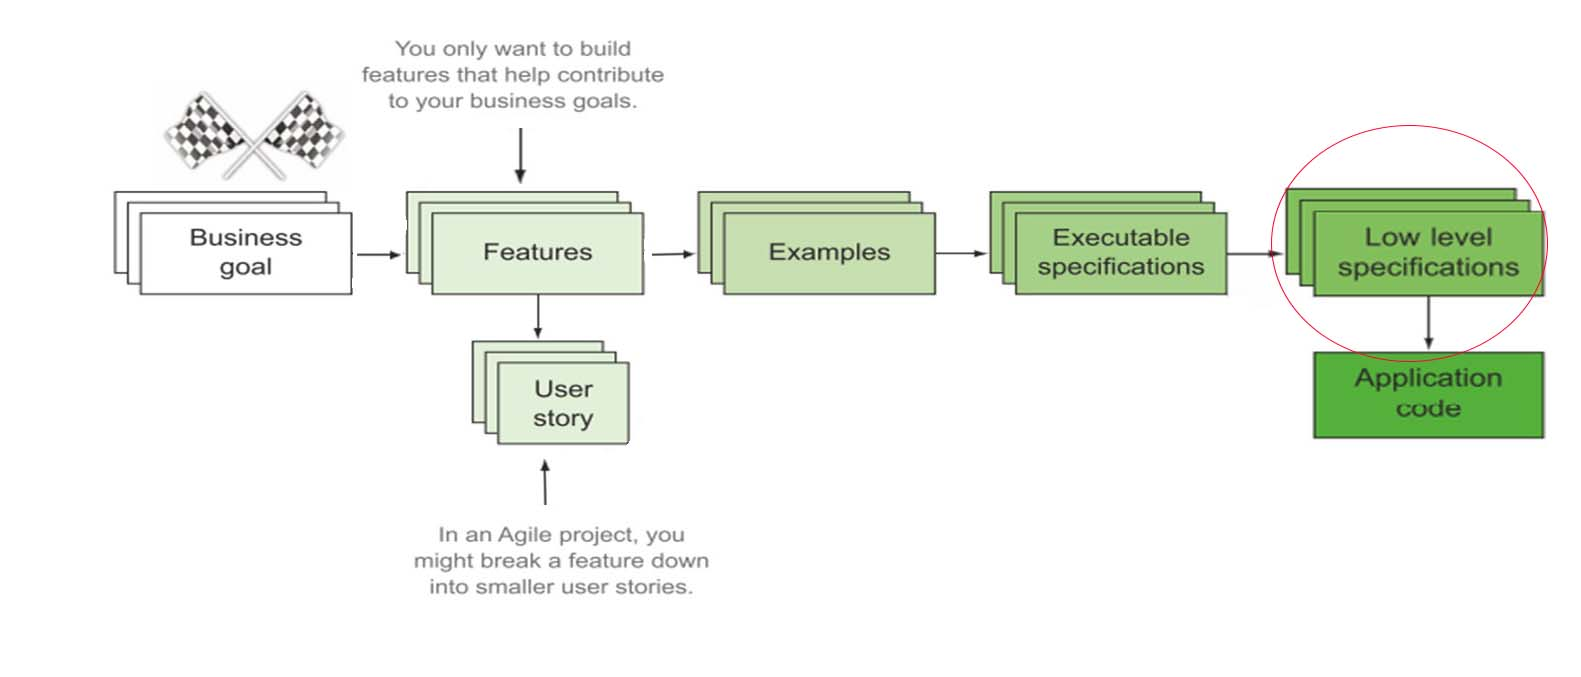 You only want to build
features that help contribute
to your business goals.
Business
goal
Features
Examples
Executable
specifications
Low level
specifications
User
story
Application
code
In an Agile project, you
might break a feature down
into smaller user stories.